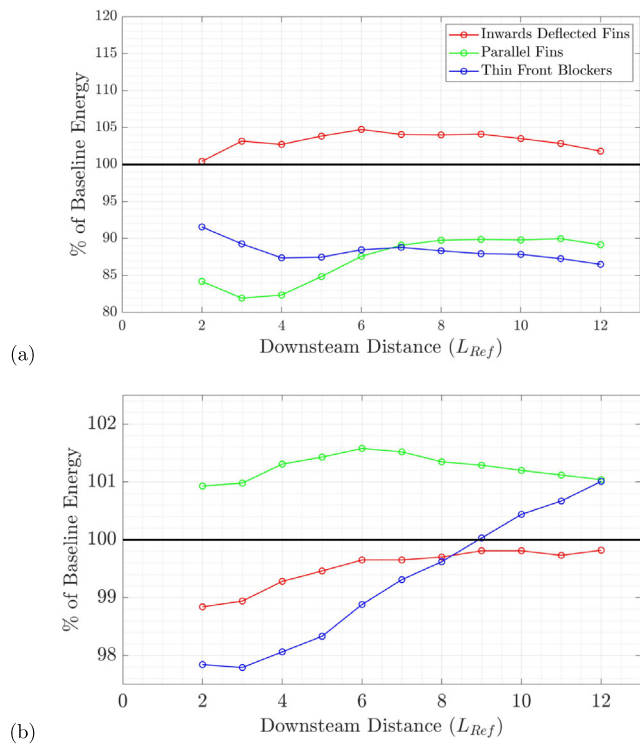 120
115
110
105
100
95
90
85
80
% of Baseline Energy
Inwards Deflected Fins
Parallel Fins
Thin Front Blockers
0 2 4 6 8 10 12
Downsteam Distance (L_Ref)
(a)
102
101
100
99
98
% of Baseline Energy
0 2 4 6 8 10 12
Downsteam Distance (L_Ref)
(b)